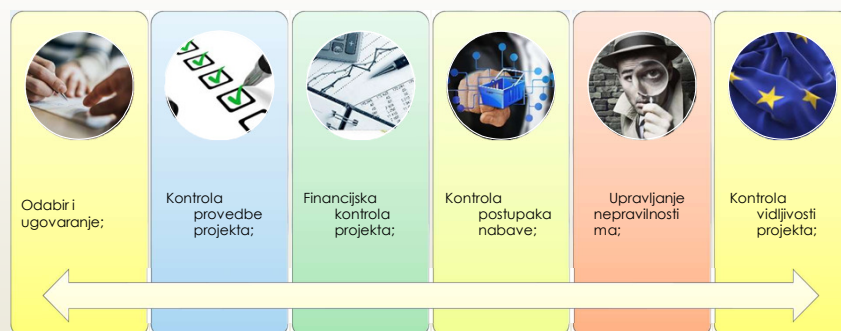 Odabir i
ugovaranje;
Kontrola
provedbe
projekta;
Financijska
kontrola
projekta;
Kontrola
postupaka
nabave;
Upravljanje
nepravilnosti
ma;
Kontrola
vidljivosti
projekta;